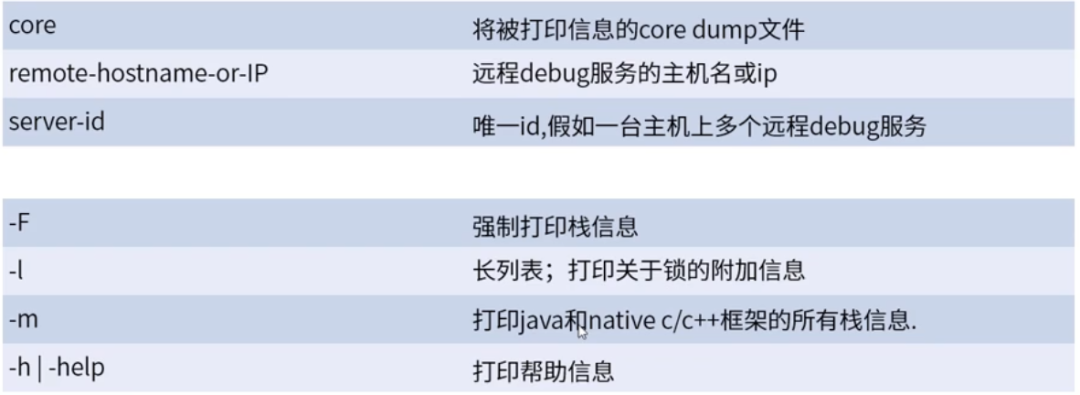 core 将被打印信息的core dump文件
remote-hostname-or-IP 远程debug服务的主机名或ip
server-id 唯一id,假如一台主机上多个远程debug服务
-F 强制打印栈信息
-l 长列表；打印关于锁的附加信息
-m 打印java和native c/c++框架的所有栈信息.
-h | -help 打印帮助信息